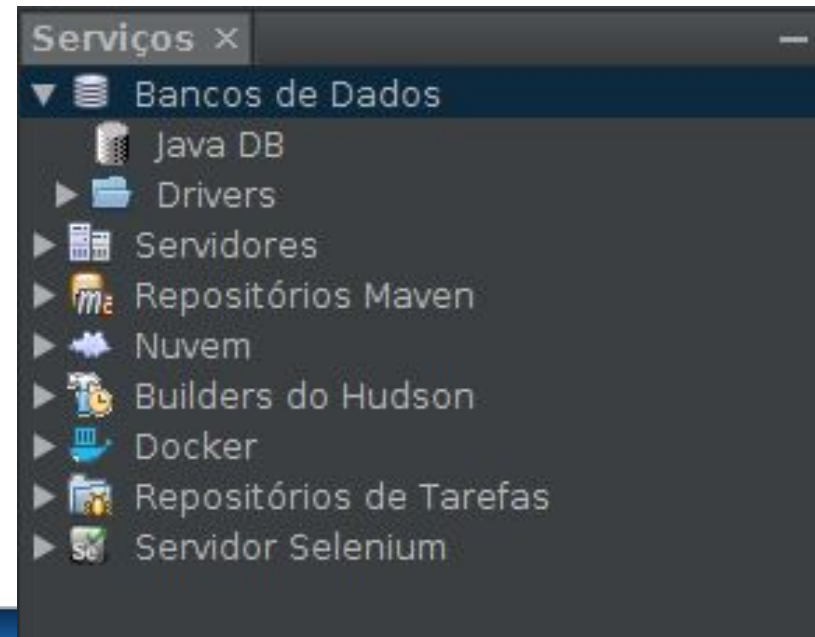 Serviços ×
Bancos de Dados
Java DB
Drivers
Servidores
Repositórios Maven
Nuvem
Builders do Hudson
Docker
Repositórios de Tarefas
Servidor Selenium